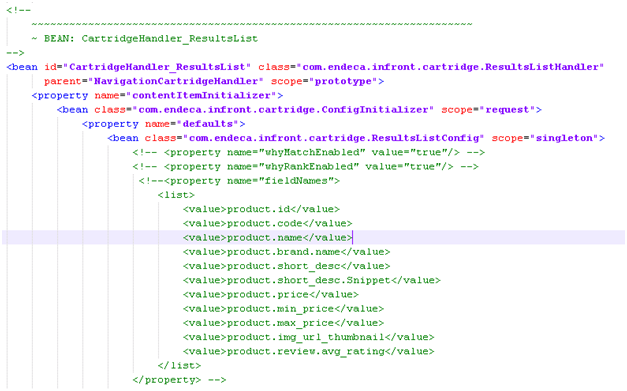 <!--
~~~~~~~~~~~~~~~~~~~~~~~~~~~~~~~~~~~~~~~~~~~~~~~~~~~~~~~~~~~~~~~~~~~~~~
~ BEAN: CartridgeHandler_ResultsList
-->
<bean id="CartridgeHandler_ResultsList" class="com.endeca.infront.cartridge.ResultsListHandler"
parent="NavigationCartridgeHandler" scope="prototype">
<property name="contentItemInitializer">
<bean class="com.endeca.infront.cartridge.ConfigInitializer" scope="request">
<property name="defaults">
<bean class="com.endeca.infront.cartridge.ResultsListConfig" scope="singleton">
<!-- <property name="whyMatchEnabled" value="true"/> -->
<!-- <property name="whyRankEnabled" value="true"/> -->
<!--<property name="fieldNames">
<list>
<value>product.id</value>
<value>product.code</value>
<value>product.name</value>
<value>product.brand.name</value>
<value>product.short_desc</value>
<value>product.short_desc.Snippet</value>
<value>product.price</value>
<value>product.min_price</value>
<value>product.max_price</value>
<value>product.img_url_thumbnail</value>
<value>product.review.avg_rating</value>
</list>
</property> -->